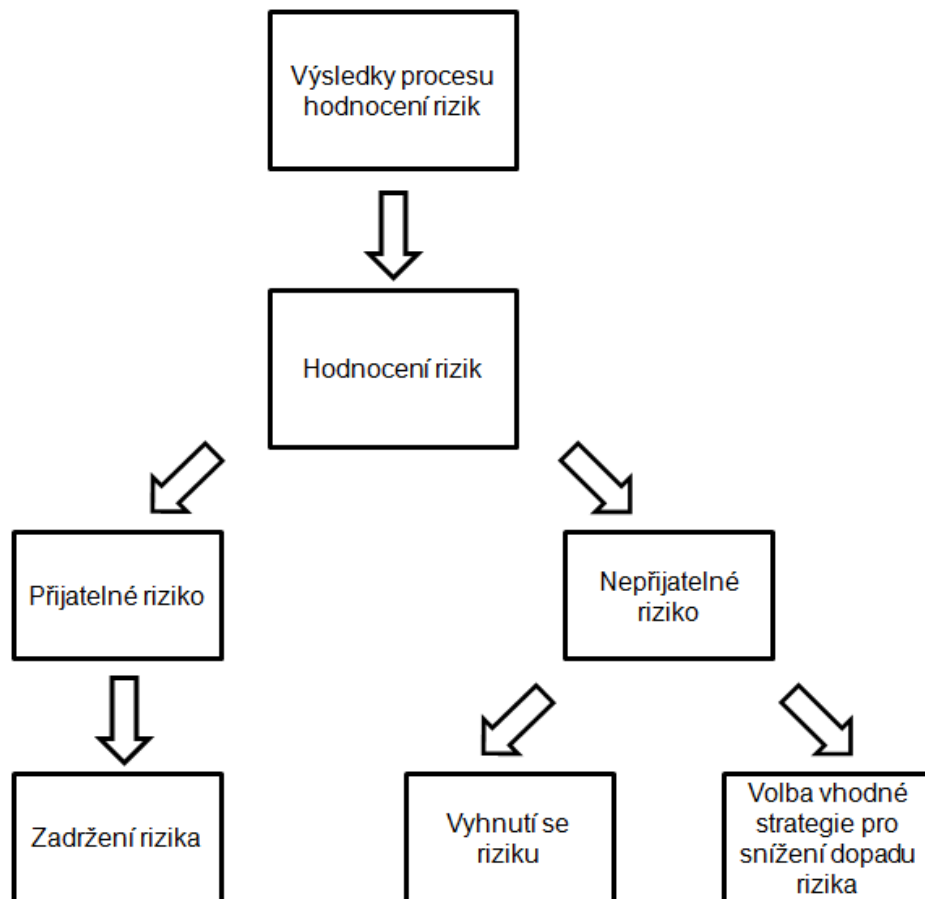 Výsledky procesu
hodnocení rizik
Hodnocení rizik
Přijatelné riziko
Nepřijatelné
riziko
Zadržení rizika
Vyhnutí se
riziku
Volba vhodné
strategie pro
snížení dopadu
rizika